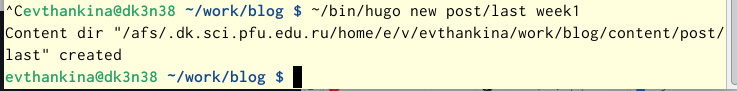 ^Cevthankina@dk3n38 ~/work/blog $ ~/bin/hugo new post/last week1
Content dir "/afs/.dk.sci.pfu.edu.ru/home/e/v/evthankina/work/blog/content/post/
last" created
evthankina@dk3n38 ~/work/blog $